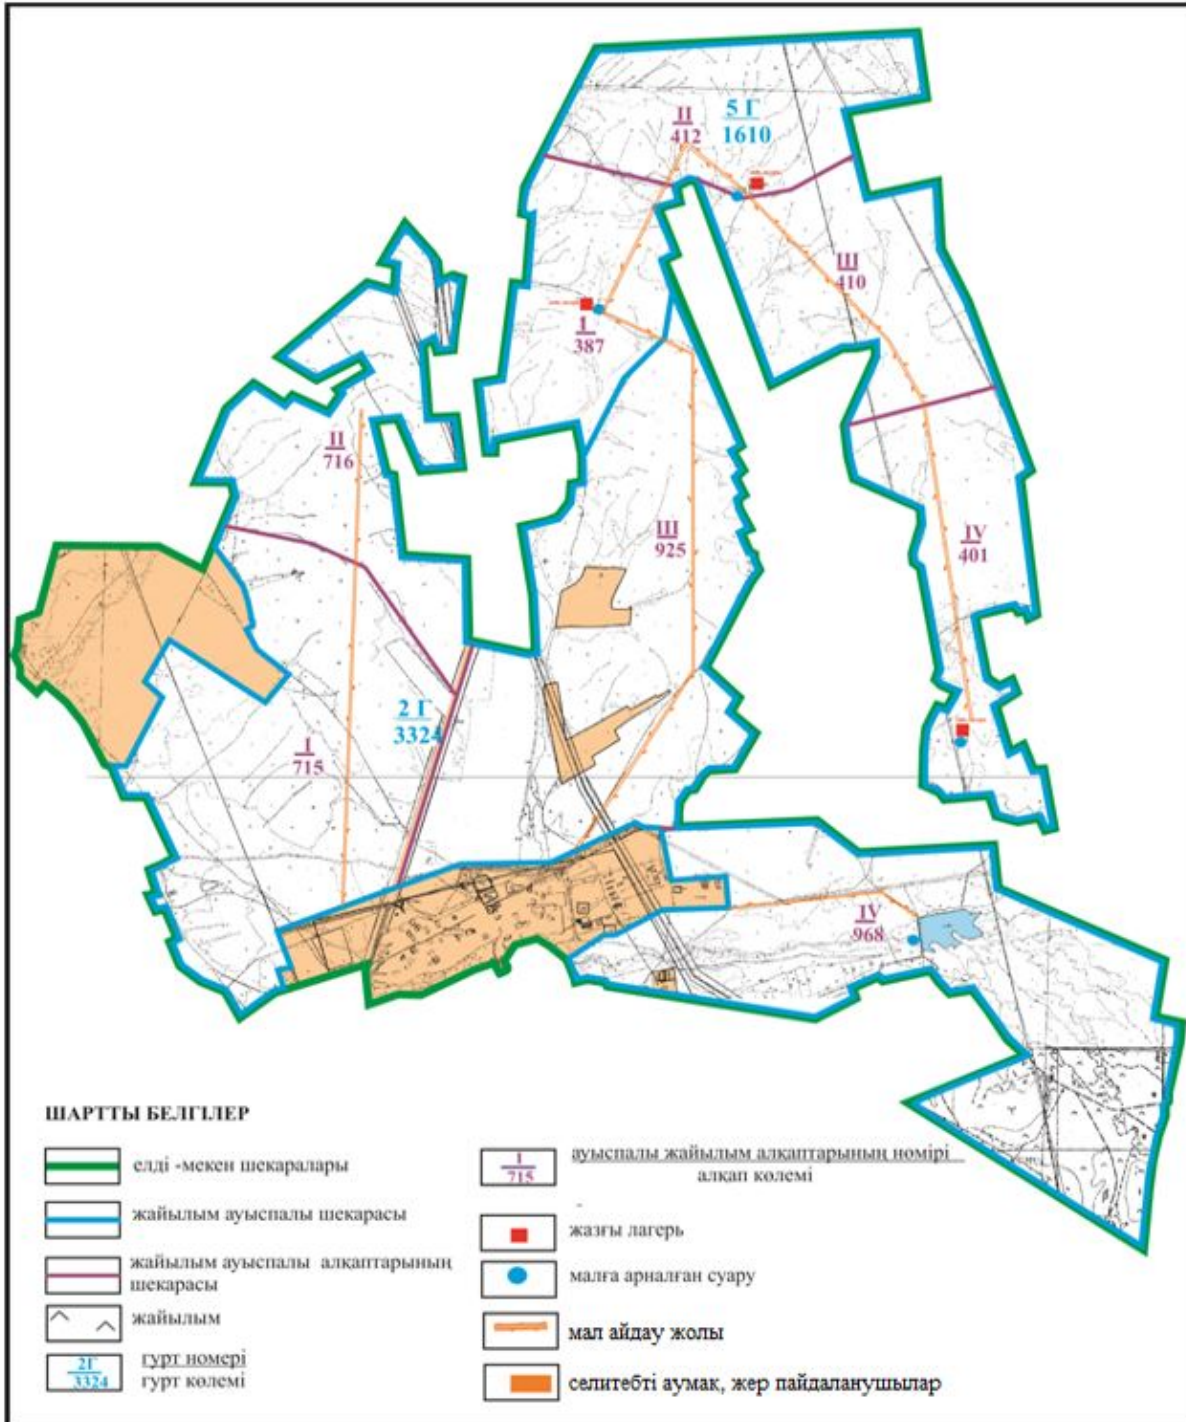 II
412
5 Г
1610
Ш
410
I
387
II
716
Ш
925
IV
401
2 Г
3324
I
715
IV
968
ШАРТТЫ БЕЛГІЛЕР
елді -мекен шекаралары
жайылым ауыспалы шекарасы
жайылым ауыспалы алқаптарының
шекарасы
жайылым
2Г
3324
гурт номері
гурт көлемі
I
715
ауыспалы жайылым алқаптарының номірі
алқап көлемі
жазғы лагерь
малға арналған суару
мал айдау жолы
селитебті аумақ, жер пайдаланушылар